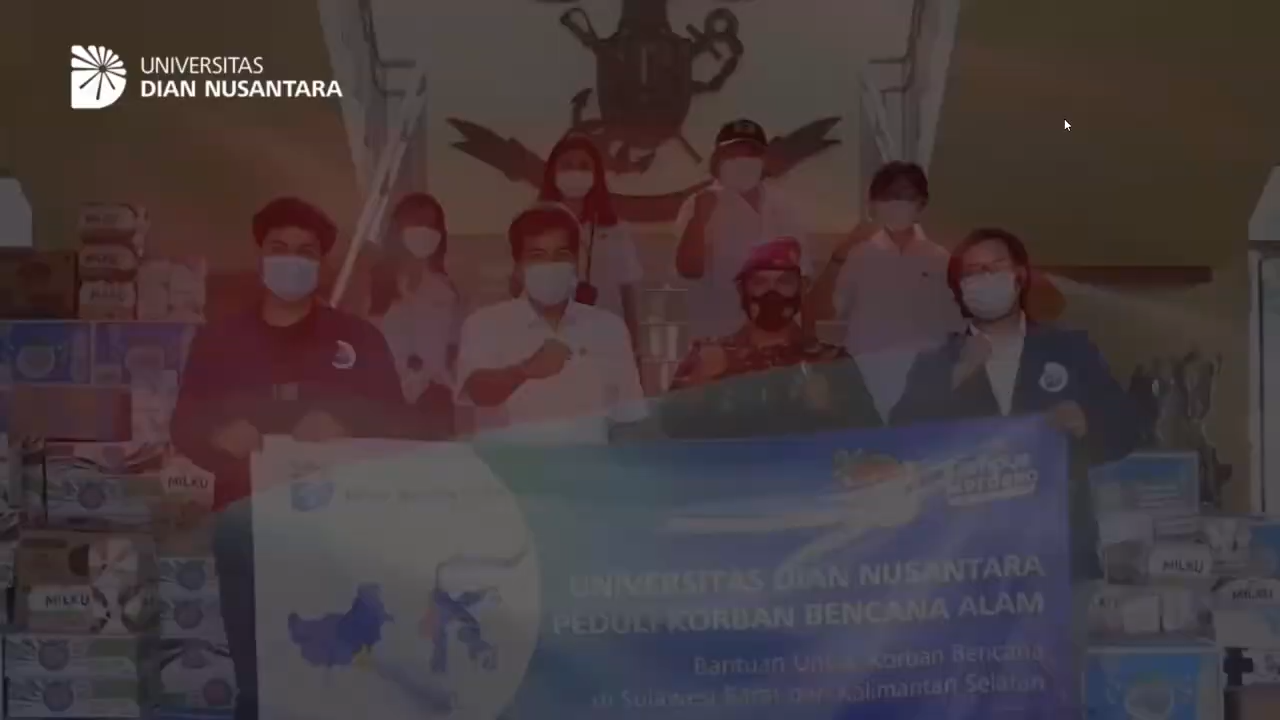 UNIVERSITAS
DIAN NUSANTARA
MILKU
UNIVERSITAS DIAN NUSANTARA
PEDULI KORBAN BENCANA ALAM
Bantuan Untuk Korban Bencana
di Sulawesi Barat dan Kalimantan Selatan
MILKU
MILKU
MILKU